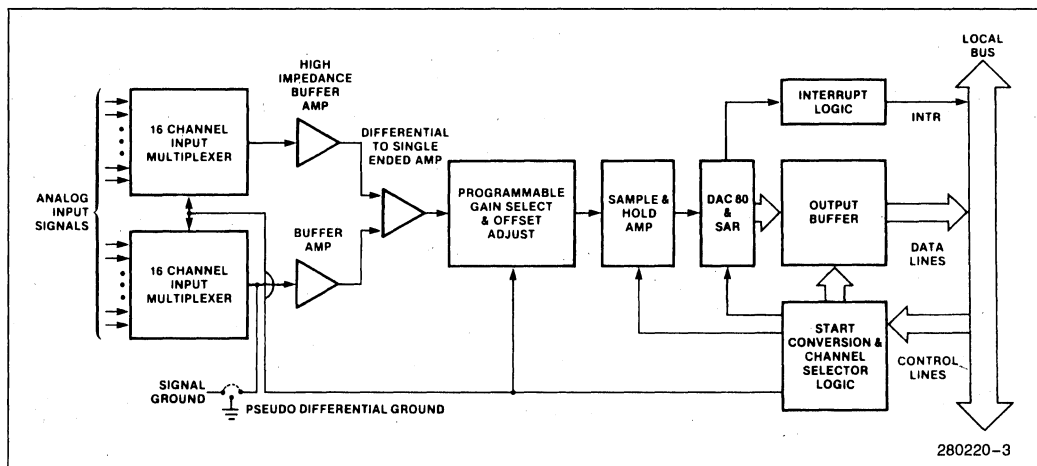 HIGH
IMPEDANCE
BUFFER
AMP
16 CHANNEL
INPUT
MULTIPLEXER
DIFFERENTIAL
TO SINGLE
ENDED AMP
ANALOG
INPUT
SIGNALS
16 CHANNEL
INPUT
MULTIPLEXER
BUFFER AMP
PROGRAMMABLE
GAIN SELECT
& OFFSET
ADJUST
SAMPLE &
HOLD
AMP
DAC 80
&
SAR
INTERRUPT
LOGIC
INTR
LOCAL
BUS
OUTPUT
BUFFER
DATA
LINES
START
CONVERSION &
CHANNEL
SELECTOR
LOGIC
CONTROL
LINES
SIGNAL
GROUND
PSEUDO DIFFERENTIAL GROUND
280220-3